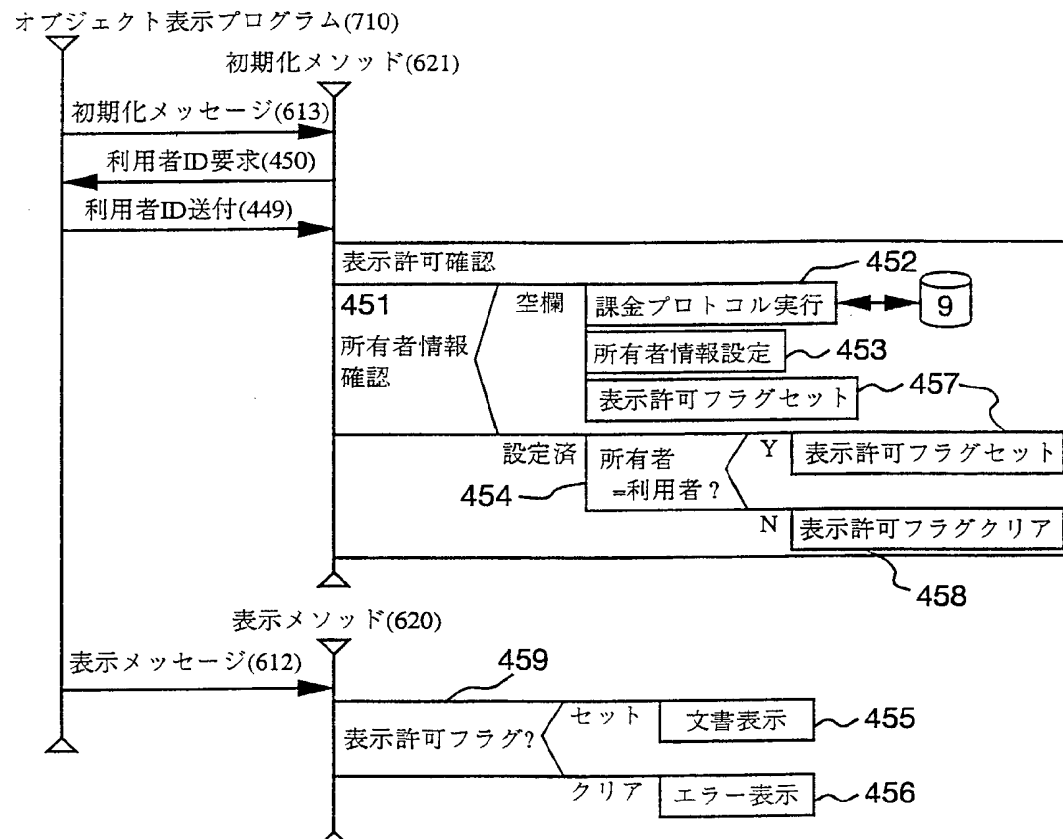 オブジェクト表示プログラム(710)
初期化メソッド(621)
初期化メッセージ(613)
利用者ID要求(450)
利用者ID送付(449)
表示許可確認
452
451
空欄
課金プロトコル実行
9
所有者情報
確認
所有者情報設定
453
457
表示許可フラグセット
設定済
所有者
=利用者?
454
Y
表示許可フラグセット
N
表示許可フラグクリア
458
表示メソッド(620)
表示メッセージ(612)
459
表示許可フラグ?
セット
文書表示
455
クリア
エラー表示
456